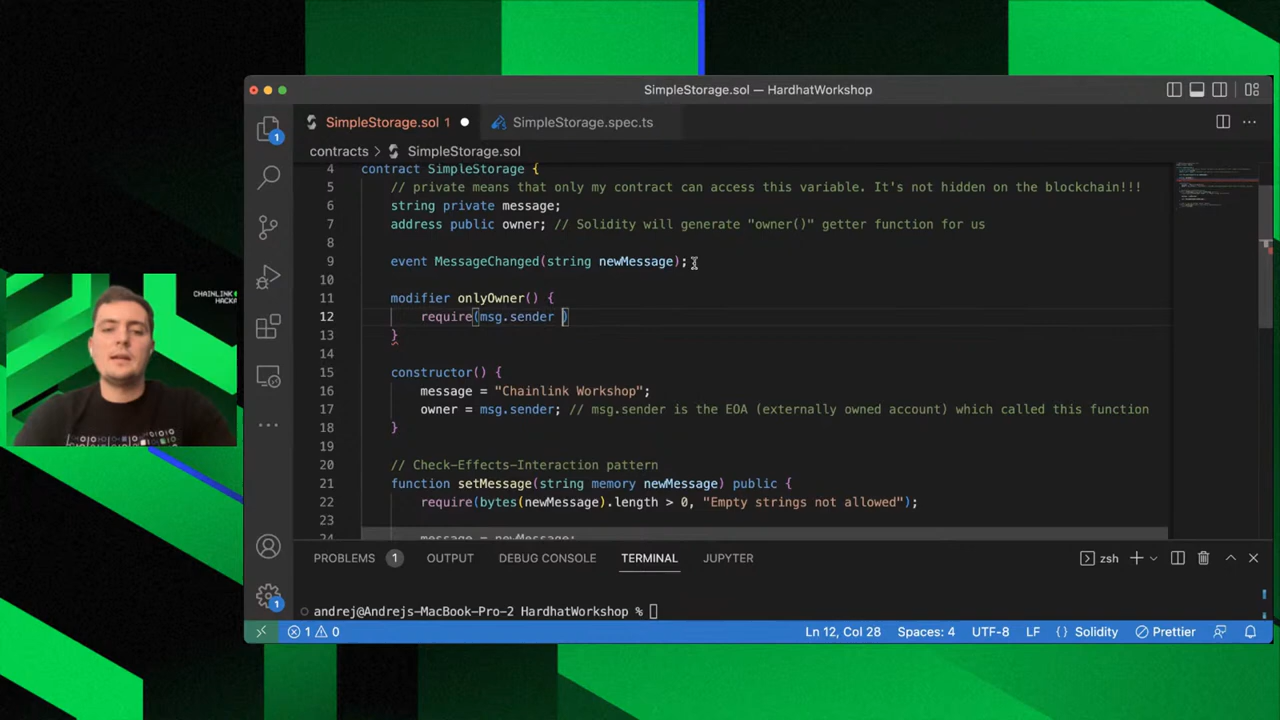 SimpleStorage.sol — HardhatWorkshop
SimpleStorage.sol 1
SimpleStorage.spec.ts
contracts > SimpleStorage.sol
4 contract SimpleStorage {
5 // private means that only my contract can access this variable. It's not hidden on the blockchain!!!
6 string private message;
7 address public owner; // Solidity will generate "owner()" getter function for us
8
9 event MessageChanged(string newMessage);
10
11 modifier onlyOwner() {
12 require(msg.sender )
13 }
14
15 constructor() {
16 message = "Chainlink Workshop";
17 owner = msg.sender; // msg.sender is the EOA (externally owned account) which called this function
18 }
19
20 // Check-Effects-Interaction pattern
21 function setMessage(string memory newMessage) public {
22 require(bytes(newMessage).length > 0, "Empty strings not allowed");
23
24 message = newMessage;
1
1
CHAINLINK
HACKA
PROBLEMS 1 OUTPUT DEBUG CONSOLE TERMINAL JUPYTER
zsh
andrej@Andrejs-MacBook-Pro-2 HardhatWorkshop %
1 0
Ln 12, Col 28 Spaces: 4 UTF-8 LF {} Solidity Prettier